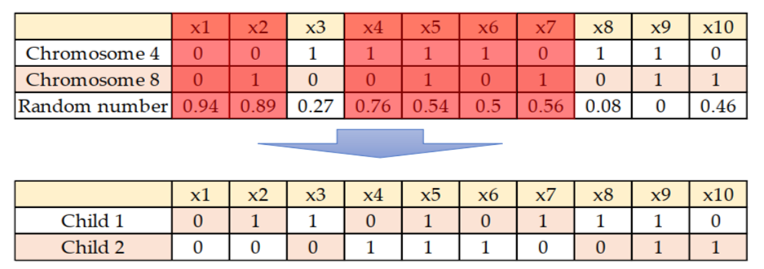 x1 x2 x3 x4 x5 x6 x7 x8 x9 x10
Chromosome 4 0 0 1 1 1 1 0 1 1 0
Chromosome 8 0 1 0 0 1 0 1 0 1 1
Random number 0.94 0.89 0.27 0.76 0.54 0.5 0.56 0.08 0 0.46
x1 x2 x3 x4 x5 x6 x7 x8 x9 x10
Child 1 0 1 1 0 1 0 1 1 1 0
Child 2 0 0 0 1 1 1 0 0 1 1